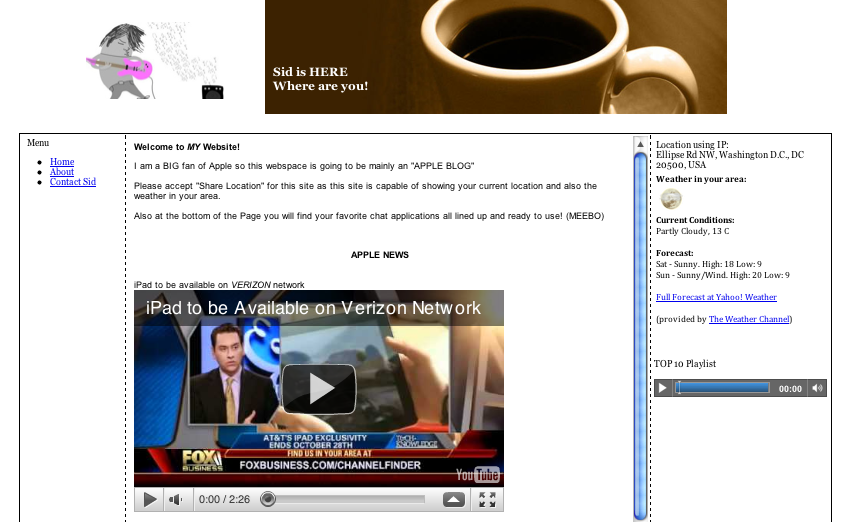 Sid is HERE
Where are you!
Menu
Home
About
Contact Sid
Welcome to MY Website!
I am a BIG fan of Apple so this webspace is going to be mainly an "APPLE BLOG"
Please accept "Share Location" for this site as this site is capable of showing your current location and also the
weather in your area.
Also at the bottom of the Page you will find your favorite chat applications all lined up and ready to use! (MEEBO)
APPLE NEWS
iPad to be available on VERIZON network
iPad to be Available on Verizon Network
AT&T'S IPAD EXCLUSIVITY
ENDS OCTOBER 28TH
TECH
KNOWLEDGE
FIND US IN YOUR AREA AT
FOXBUSINESS.COM/CHANNELFINDER
FOX
BUSINESS
YouTube
0:00 / 2:26
Location using IP:
Ellipse Rd NW, Washington D.C., DC
20500, USA
Weather in your area:
Current Conditions:
Partly Cloudy, 13 C
Forecast:
Sat - Sunny. High: 18 Low: 9
Sun - Sunny/Wind. High: 20 Low: 9
Full Forecast at Yahoo! Weather
(provided by The Weather Channel)
TOP 10 Playlist
00:00